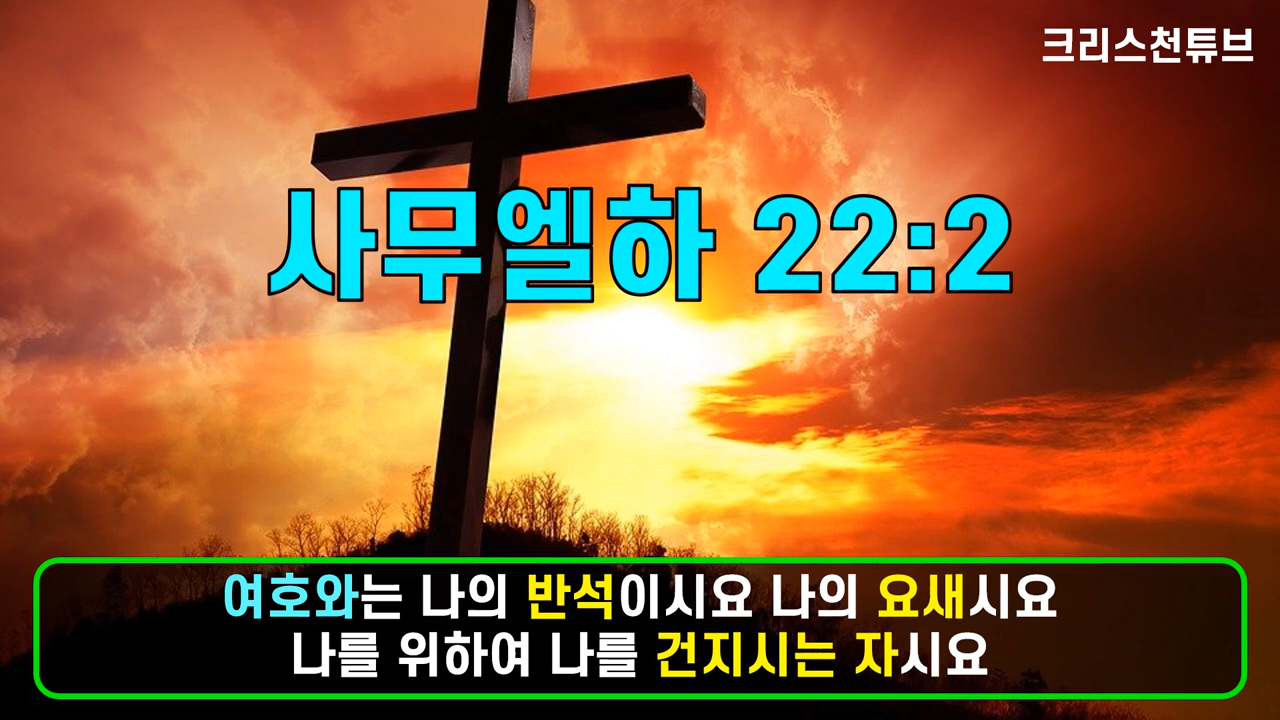 크리스천튜브
사무엘하 22:2
여호와는 나의 반석이시요 나의 요새시요
나를 위하여 나를 건지시는 자시요